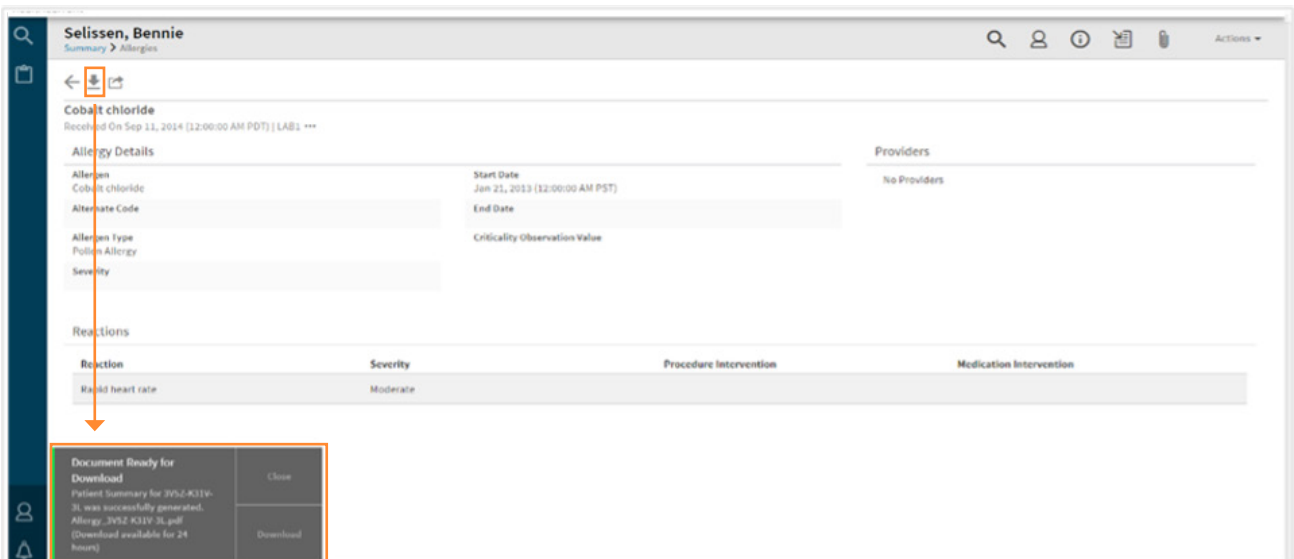 Selissen, Bennie
Summary > Allergies
Actions
Cobalt chloride
Received On Sep 11, 2014 (12:00:00 AM PDT) | LAB1 •••
Allergy Details
Providers
Allergen
Cobalt chloride
Start Date
Jan 21, 2013 (12:00:00 AM PST)
No Providers
Alternate Code
End Date
Allergen Type
Pollen Allergy
Criticality Observation Value
Severity
Reactions
Reaction Severity Procedure Intervention Medication Intervention
Rapid heart rate Moderate
Document Ready for
Download
Patient Summary for 3V5Z-K31V-
3L was successfully generated.
Allergy_3V5Z-K31V-3L.pdf
(Download available for 24
hours)
Close
Download